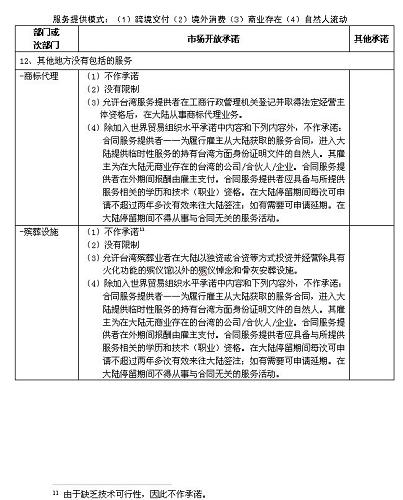 服务提供模式：（1）跨境交付（2）境外消费（3）商业存在（4）自然人流动
部门或
次部门
市场开放承诺
其他承诺
12、其他地方没有包括的服务
-商标代理
（1）不作承诺
（2）没有限制
（3）允许台湾服务提供者在工商行政管理机关登记并取得法定经营主
体资格后，在大陆从事商标代理业务。
（4）除加入世界贸易组织水平承诺中内容和下列内容外，不作承诺：
合同服务提供者——为履行雇主从大陆获取的服务合同，进入大
陆提供临时性服务的持有台湾方面身份证明文件的自然人。其雇
主为在大陆无商业存在的台湾的公司/合伙人/企业。合同服务提
供者在外期间报酬由雇主支付。合同服务提供者应具备与所提供
服务相关的学历和技术（职业）资格。在大陆停留期间每次可申
请不超过两年多次有效来往大陆签注；如有需要可申请延期。在
大陆停留期间不得从事与合同无关的服务活动。
-殡葬设施
（1）不作承诺11
（2）没有限制
（3）允许台湾殡葬业者在大陆以独资或合资等方式投资并经营除具有
火化功能的殡仪馆以外的殡仪悼念和骨灰安葬设施。
（4）除加入世界贸易组织水平承诺中内容和下列内容外，不作承诺：
合同服务提供者——为履行雇主从大陆获取的服务合同，进入大
陆提供临时性服务的持有台湾方面身份证明文件的自然人。其雇
主为在大陆无商业存在的台湾的公司/合伙人/企业。合同服务提
供者在外期间报酬由雇主支付。合同服务提供者应具备与所提供
服务相关的学历和技术（职业）资格。在大陆停留期间每次可申
请不超过两年多次有效来往大陆签注；如有需要可申请延期。在
大陆停留期间不得从事与合同无关的服务活动。
11 由于缺乏技术可行性，因此不作承诺。